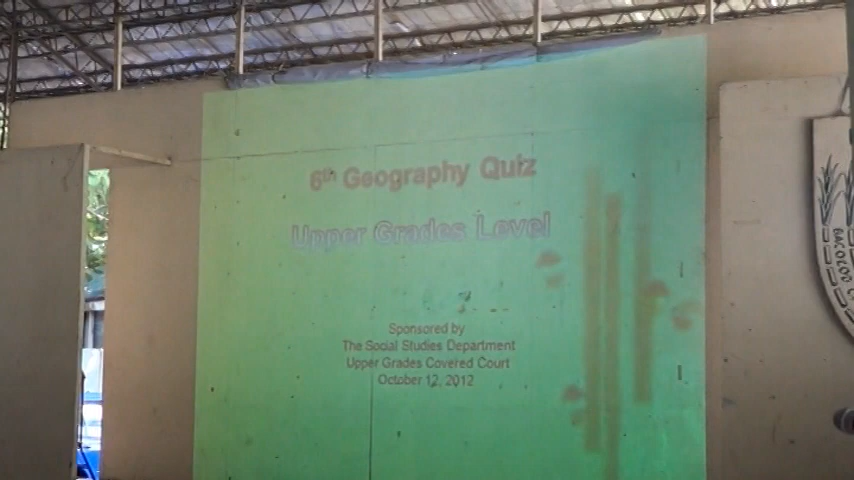 6th Geography Quiz
Upper Grades Level
Sponsored by
The Social Studies Department
Upper Grades Covered Court
October 12, 2012
BACOLOD